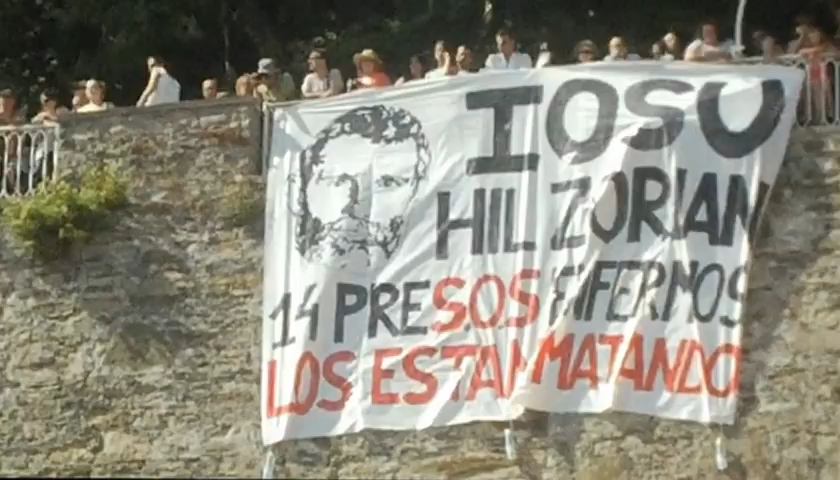 IOSU
HIL ZORIAN
14 PRESOS ENFERMOS
LOS ESTAN MATANDO